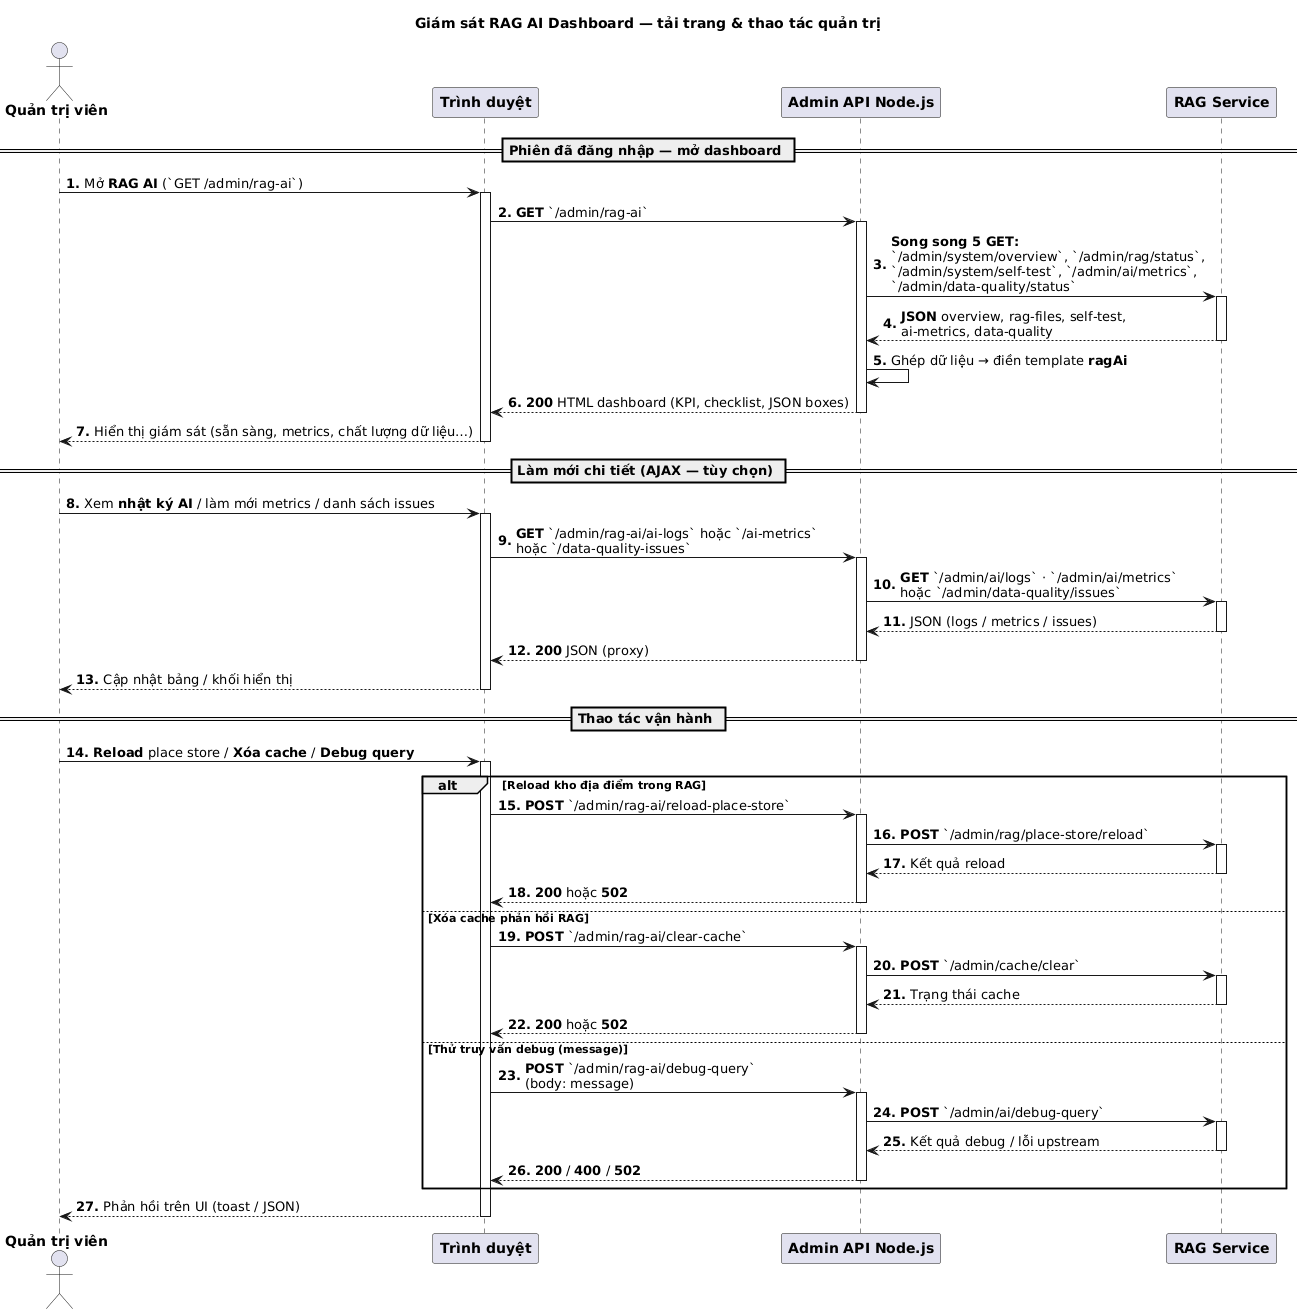 Giám sát RAG AI Dashboard — tải trang & thao tác quản trị
Quản trị viên
Trình duyệt
Admin API Node.js
RAG Service
Phiên đã đăng nhập — mở dashboard
1. Mở RAG AI (`GET /admin/rag-ai`)
2. GET `/admin/rag-ai`
3. Song song 5 GET:
`/admin/system/overview`, `/admin/rag/status`,
`/admin/system/self-test`, `/admin/ai/metrics`,
`/admin/data-quality/status`
4. JSON overview, rag-files, self-test,
ai-metrics, data-quality
5. Ghép dữ liệu → điền template ragAi
6. 200 HTML dashboard (KPI, checklist, JSON boxes)
7. Hiển thị giám sát (sẵn sàng, metrics, chất lượng dữ liệu...)
Làm mới chi tiết (AJAX — tùy chọn)
8. Xem nhật ký AI / làm mới metrics / danh sách issues
9. GET `/admin/rag-ai/ai-logs` hoặc `/ai-metrics`
hoặc `/data-quality-issues`
10. GET `/admin/ai/logs` · `/admin/ai/metrics`
hoặc `/admin/data-quality/issues`
11. JSON (logs / metrics / issues)
12. 200 JSON (proxy)
13. Cập nhật bảng / khối hiển thị
Thao tác vận hành
14. Reload place store / Xóa cache / Debug query
alt [Reload kho địa điểm trong RAG]
15. POST `/admin/rag-ai/reload-place-store`
16. POST `/admin/rag/place-store/reload`
17. Kết quả reload
18. 200 hoặc 502
[Xóa cache phản hồi RAG]
19. POST `/admin/rag-ai/clear-cache`
20. POST `/admin/cache/clear`
21. Trạng thái cache
22. 200 hoặc 502
[Thử truy vấn debug (message)]
23. POST `/admin/rag-ai/debug-query`
(body: message)
24. POST `/admin/ai/debug-query`
25. Kết quả debug / lỗi upstream
26. 200 / 400 / 502
27. Phản hồi trên UI (toast / JSON)
Quản trị viên
Trình duyệt
Admin API Node.js
RAG Service